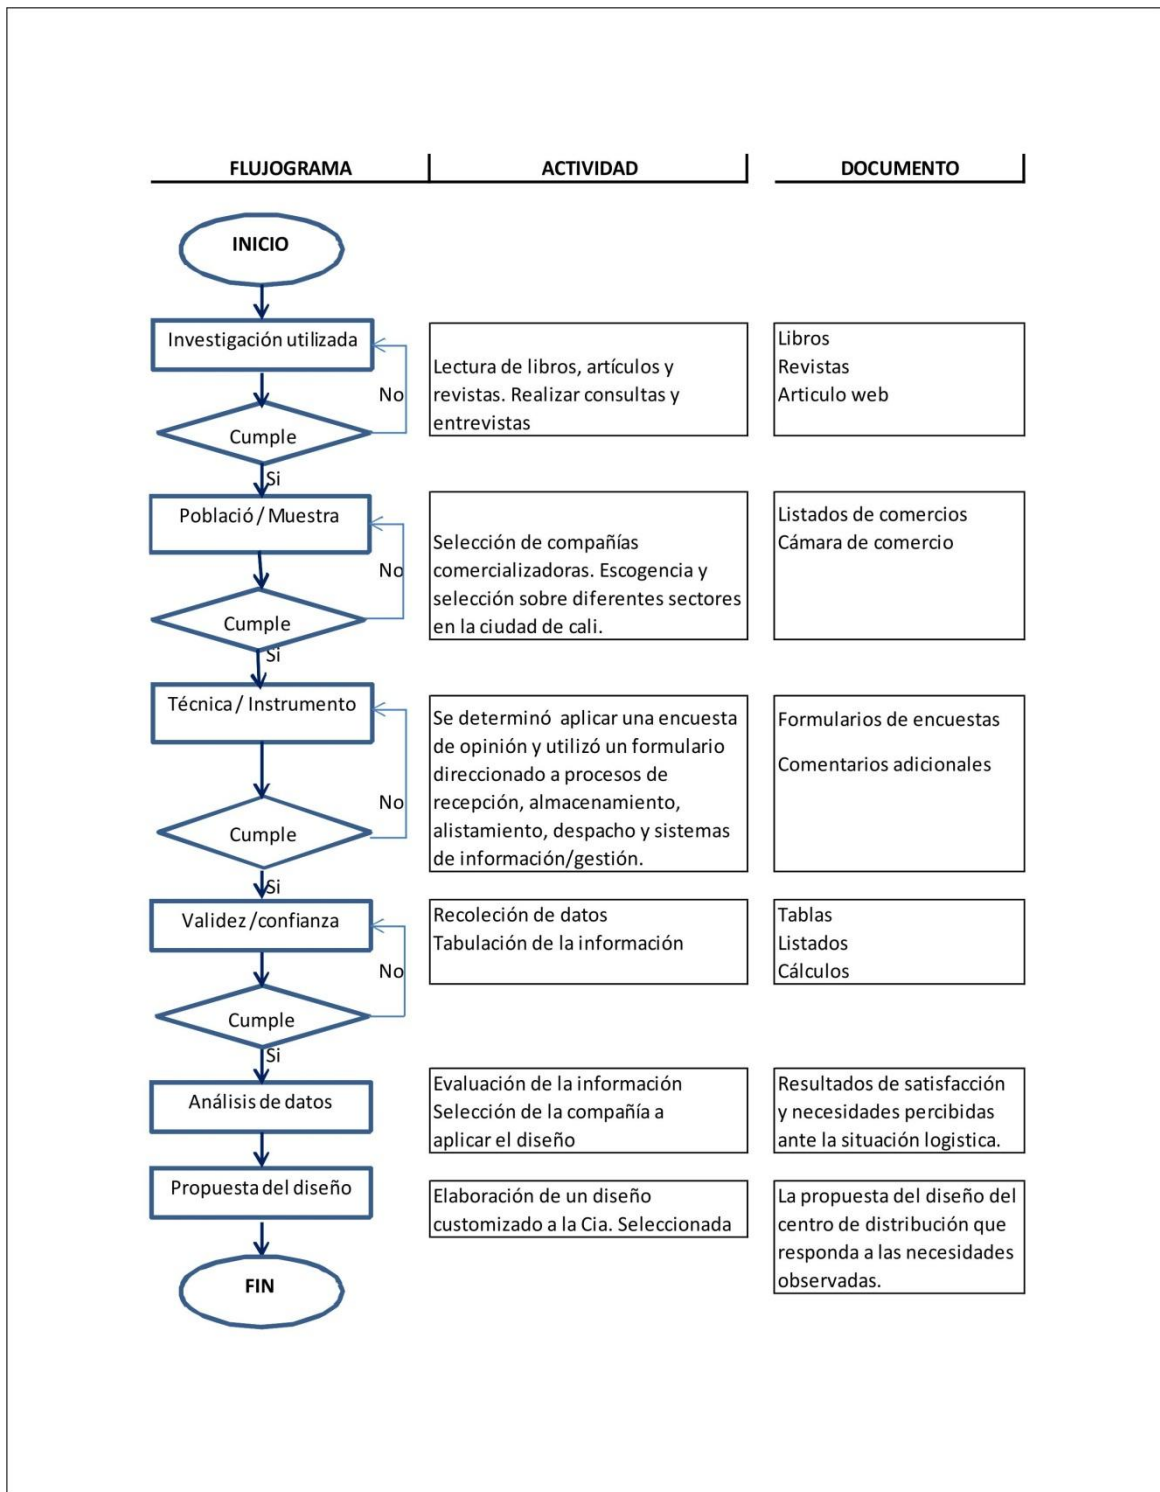 FLUJOGRAMA ACTIVIDAD DOCUMENTO
INICIO
Investigación utilizada
No
Cumple
Si
Lectura de libros, artículos y
revistas. Realizar consultas y
entrevistas
Libros
Revistas
Articulo web
Població / Muestra
No
Cumple
Si
Selección de compañías
comercializadoras. Escogencia y
selección sobre diferentes sectores
en la ciudad de cali.
Listados de comercios
Cámara de comercio
Técnica / Instrumento
No
Cumple
Si
Se determinó aplicar una encuesta
de opinión y utilizó un formulario
direccionado a procesos de
recepción, almacenamiento,
alistamiento, despacho y sistemas
de información/gestión.
Formularios de encuestas
Comentarios adicionales
Validez /confianza
No
Cumple
Si
Recoleción de datos
Tabulación de la información
Tablas
Listados
Cálculos
Análisis de datos
Evaluación de la información
Selección de la compañía a
aplicar el diseño
Resultados de satisfacción
y necesidades percibidas
ante la situación logistica.
Propuesta del diseño
Elaboración de un diseño
customizado a la Cia. Seleccionada
La propuesta del diseño del
centro de distribución que
responda a las necesidades
observadas.
FIN